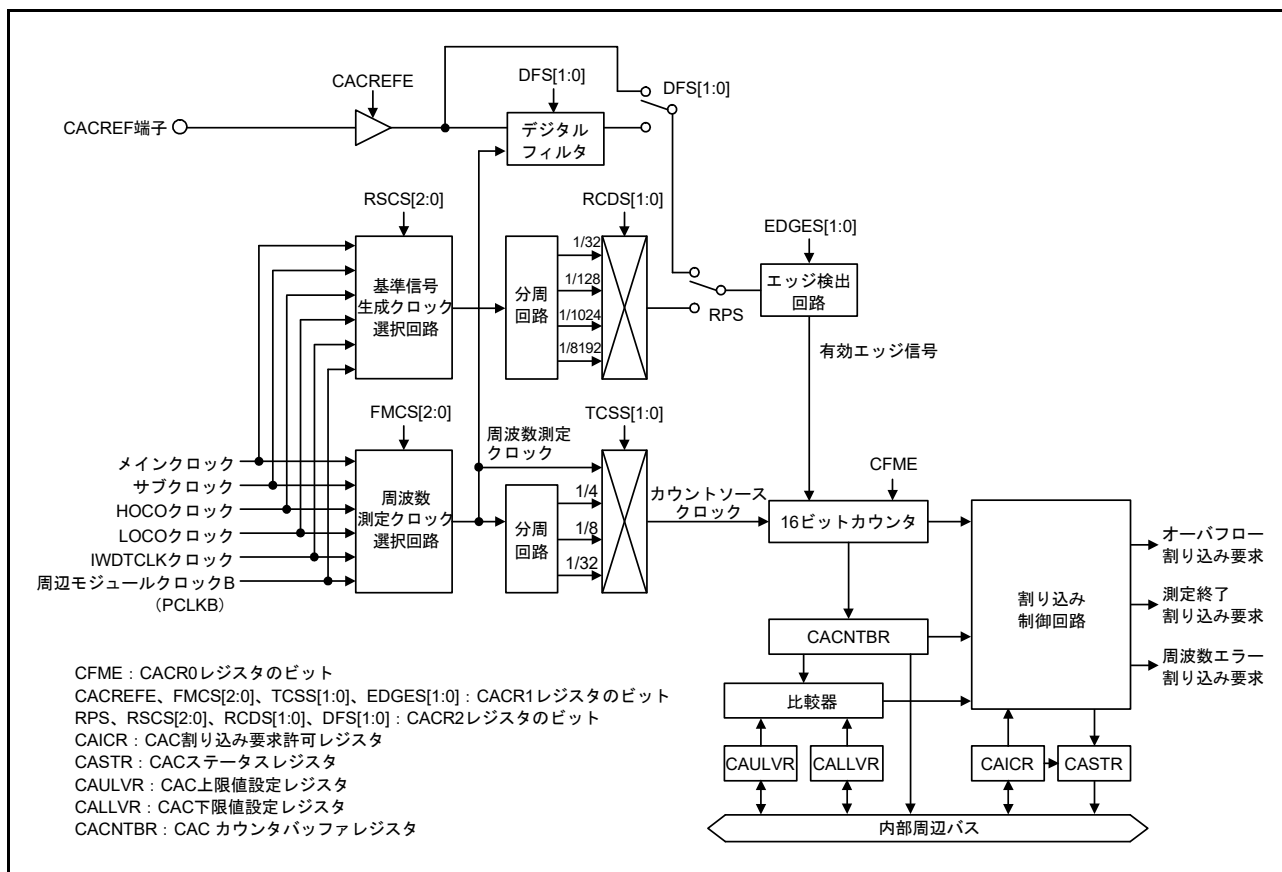 CACREFE
DFS[1:0]
DFS[1:0]
CACREF端子
デジタル
フィルタ
RSCS[2:0]
RCDS[1:0]
EDGES[1:0]
基準信号
生成クロック
選択回路
分周
回路
1/32
1/128
1/1024
1/8192
RPS
エッジ検出
回路
有効エッジ信号
FMCS[2:0]
周波数測定
クロック
TCSS[1:0]
CFME
メインクロック
サブクロック
HOCOクロック
LOCOクロック
IWDTCLKクロック
周辺モジュールクロックB
(PCLKB)
周波数
測定クロック
選択回路
分周
回路
1/4
1/8
1/32
カウントソース
クロック
16ビットカウンタ
割り込み
制御回路
オーバフロー
割り込み要求
測定終了
割り込み要求
周波数エラー
割り込み要求
CACNTBR
比較器
CAULVR
CALLVR
CAICR
CASTR
内部周辺バス
CFME：CACR0レジスタのビット
CACREFE、FMCS[2:0]、TCSS[1:0]、EDGES[1:0]：CACR1レジスタのビット
RPS、RSCS[2:0]、RCDS[1:0]、DFS[1:0]：CACR2レジスタのビット
CAICR：CAC割り込み要求許可レジスタ
CASTR：CACステータスレジスタ
CAULVR：CAC上限値設定レジスタ
CALLVR：CAC下限値設定レジスタ
CACNTBR：CAC カウンタバッファレジスタ